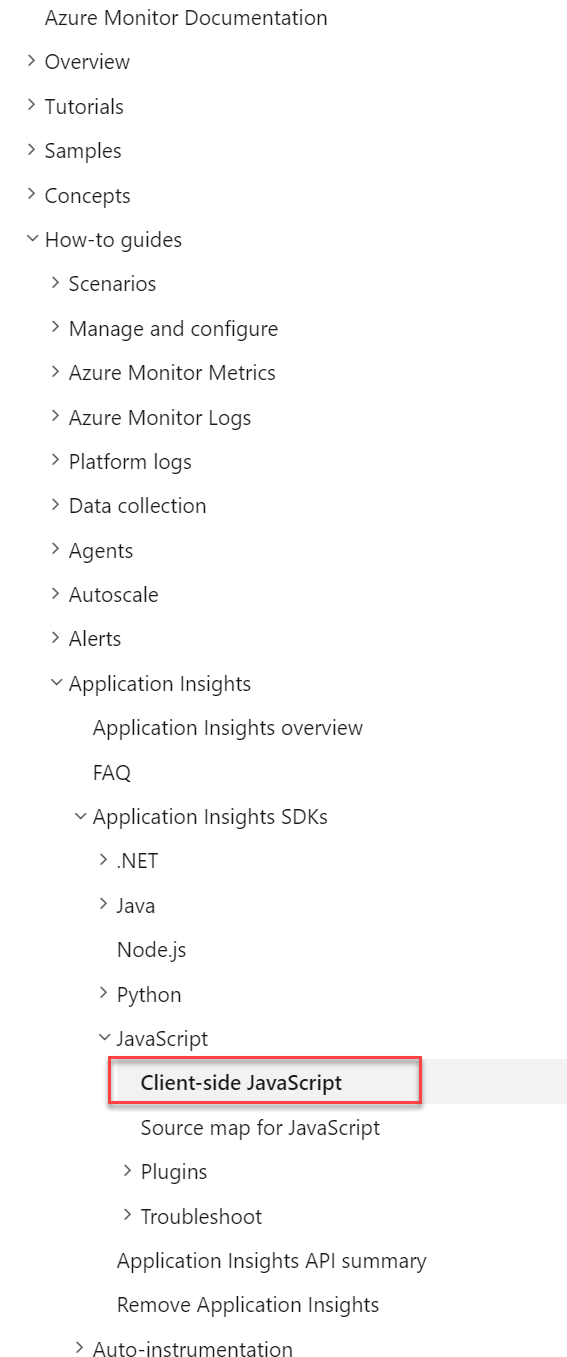 Azure Monitor Documentation
Overview
Tutorials
Samples
Concepts
How-to guides
Scenarios
Manage and configure
Azure Monitor Metrics
Azure Monitor Logs
Platform logs
Data collection
Agents
Autoscale
Alerts
Application Insights
Application Insights overview
FAQ
Application Insights SDKs
.NET
Java
Node.js
Python
JavaScript
Client-side JavaScript
Source map for JavaScript
Plugins
Troubleshoot
Application Insights API summary
Remove Application Insights
Auto-instrumentation